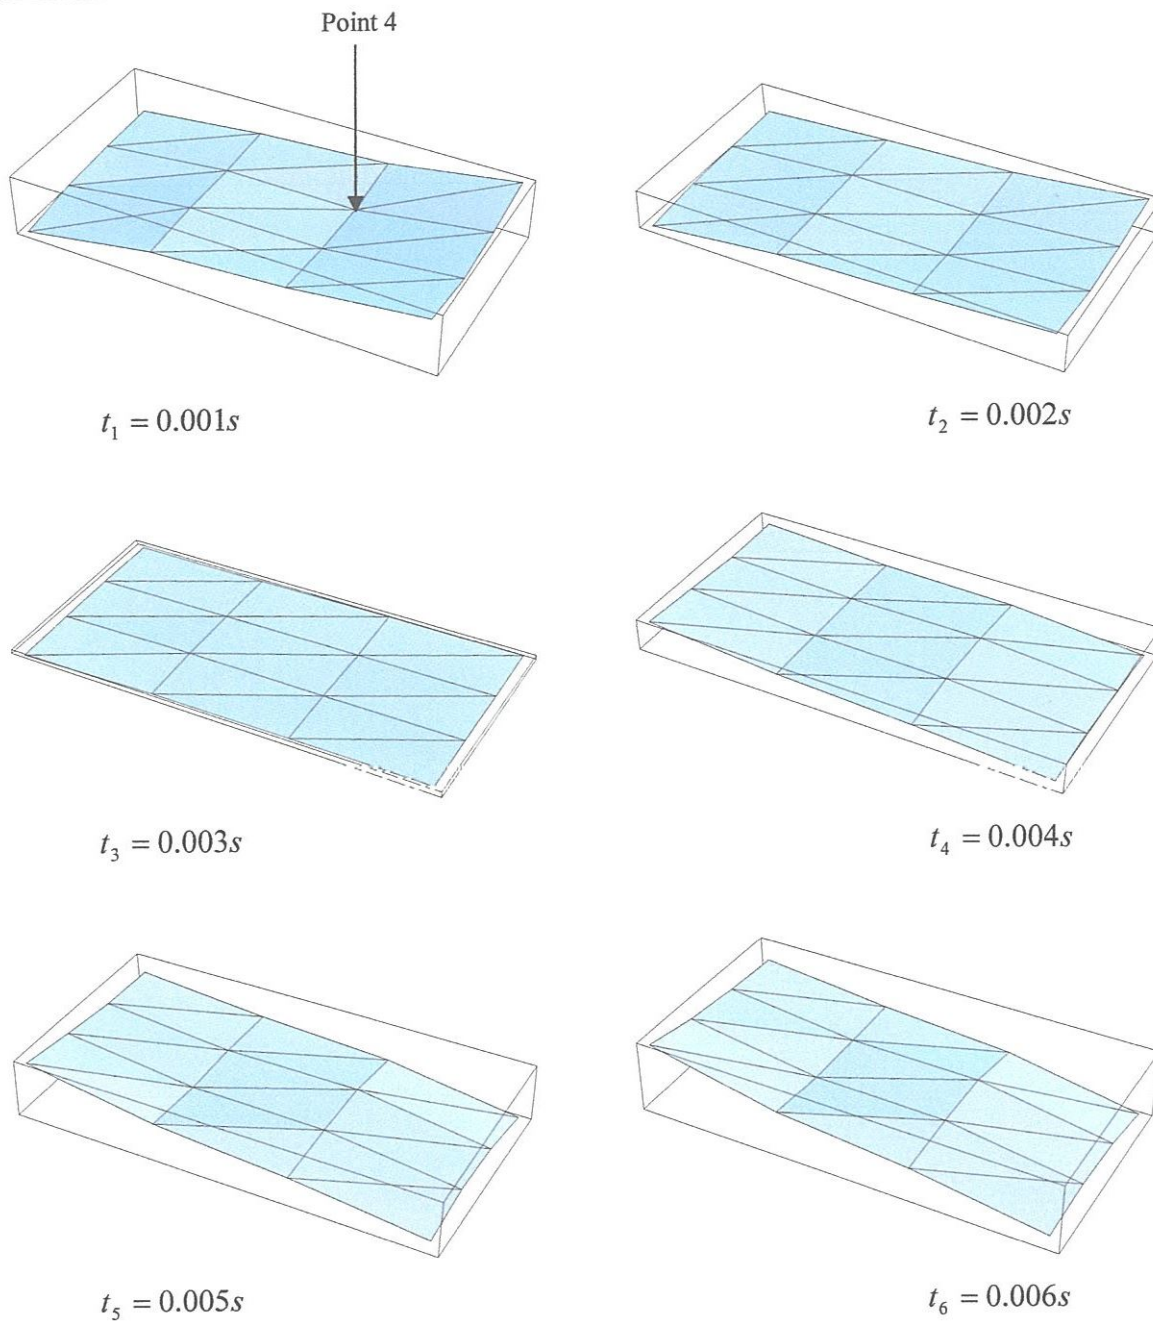 Point 4
t₁ = 0.001s
t₂ = 0.002s
t₃ = 0.003s
t₄ = 0.004s
t₅ = 0.005s
t₆ = 0.006s